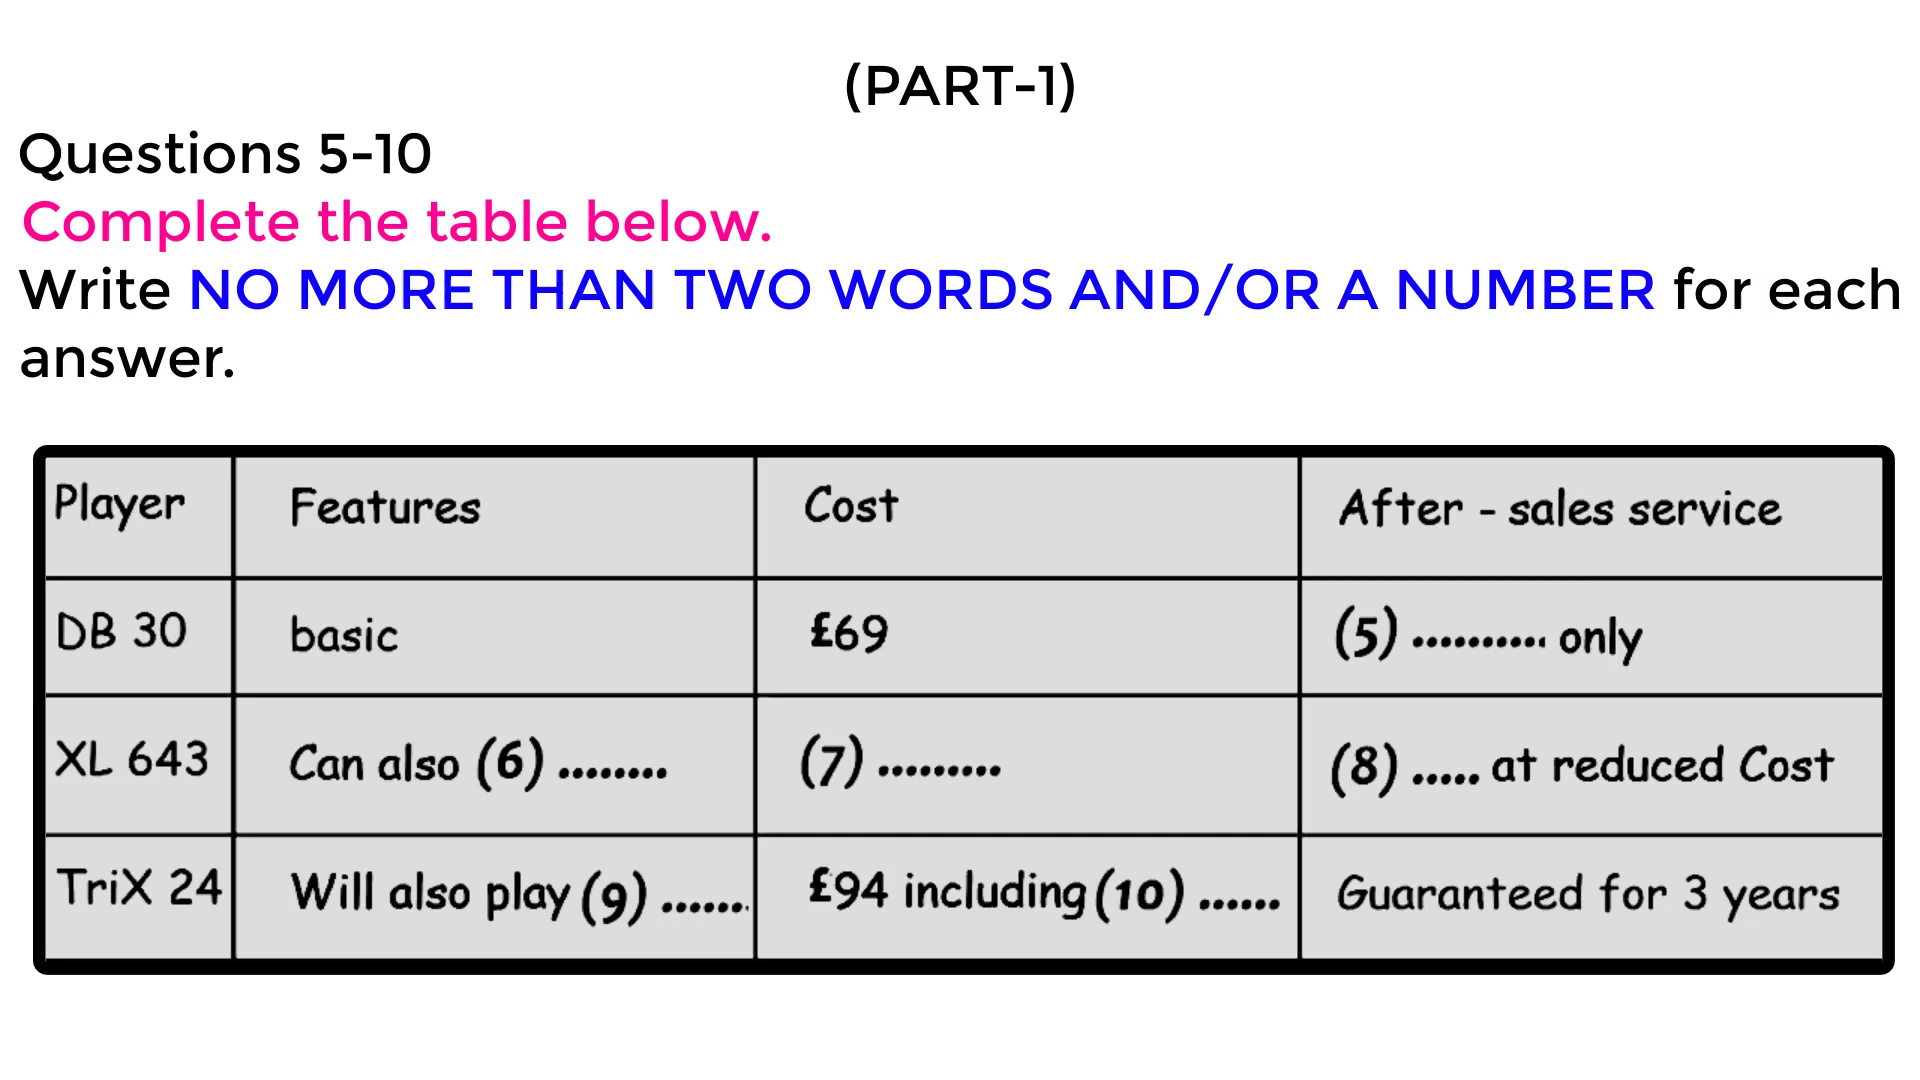 (PART-1)
Questions 5-10
Complete the table below.
Write NO MORE THAN TWO WORDS AND/OR A NUMBER for each
answer.
Player Features Cost After - sales service
DB 30 basic £69 (5) ........... only
XL 643 Can also (6) ........ (7) ......... (8) ..... at reduced Cost
TriX 24 Will also play (9) ....... £94 including (10) ...... Guaranteed for 3 years